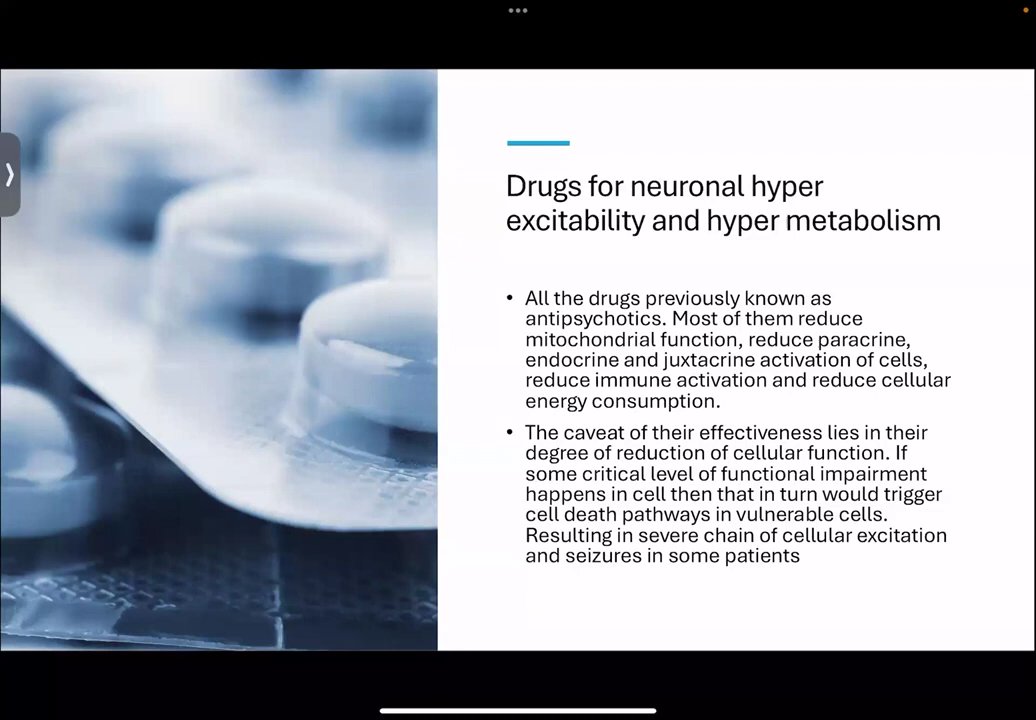 Drugs for neuronal hyper
excitability and hyper metabolism
• All the drugs previously known as
antipsychotics. Most of them reduce
mitochondrial function, reduce paracrine,
endocrine and juxtacrine activation of cells,
reduce immune activation and reduce cellular
energy consumption.
• The caveat of their effectiveness lies in their
degree of reduction of cellular function. If
some critical level of functional impairment
happens in cell then that in turn would trigger
cell death pathways in vulnerable cells.
Resulting in severe chain of cellular excitation
and seizures in some patients